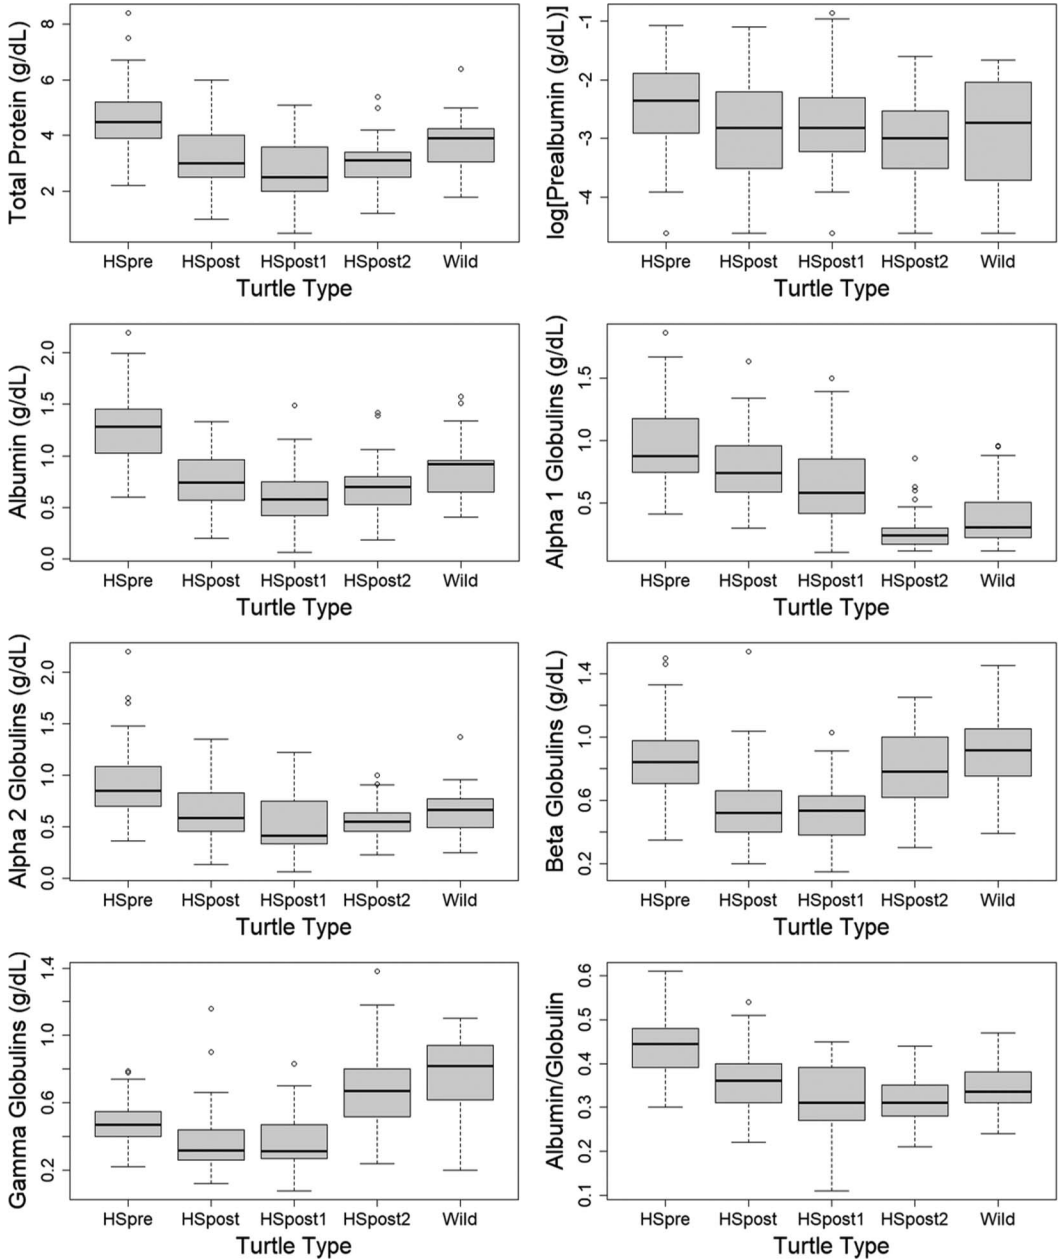 Total Protein (g/dL)
8
6
4
2
HSpre HSpost HSpost1 HSpost2 Wild
Turtle Type
log[Prealbumin (g/dL)]
-1
-2
-3
-4
HSpre HSpost HSpost1 HSpost2 Wild
Turtle Type
Albumin (g/dL)
2.0
1.5
1.0
0.5
0.0
HSpre HSpost HSpost1 HSpost2 Wild
Turtle Type
Alpha 1 Globulins (g/dL)
1.5
1.0
0.5
HSpre HSpost HSpost1 HSpost2 Wild
Turtle Type
Alpha 2 Globulins (g/dL)
2.0
1.5
1.0
0.5
0.0
HSpre HSpost HSpost1 HSpost2 Wild
Turtle Type
Beta Globulins (g/dL)
1.4
1.0
0.6
0.2
HSpre HSpost HSpost1 HSpost2 Wild
Turtle Type
Gamma Globulins (g/dL)
1.4
1.0
0.6
0.2
HSpre HSpost HSpost1 HSpost2 Wild
Turtle Type
Albumin/Globulin
0.6
0.5
0.4
0.3
0.2
0.1
HSpre HSpost HSpost1 HSpost2 Wild
Turtle Type